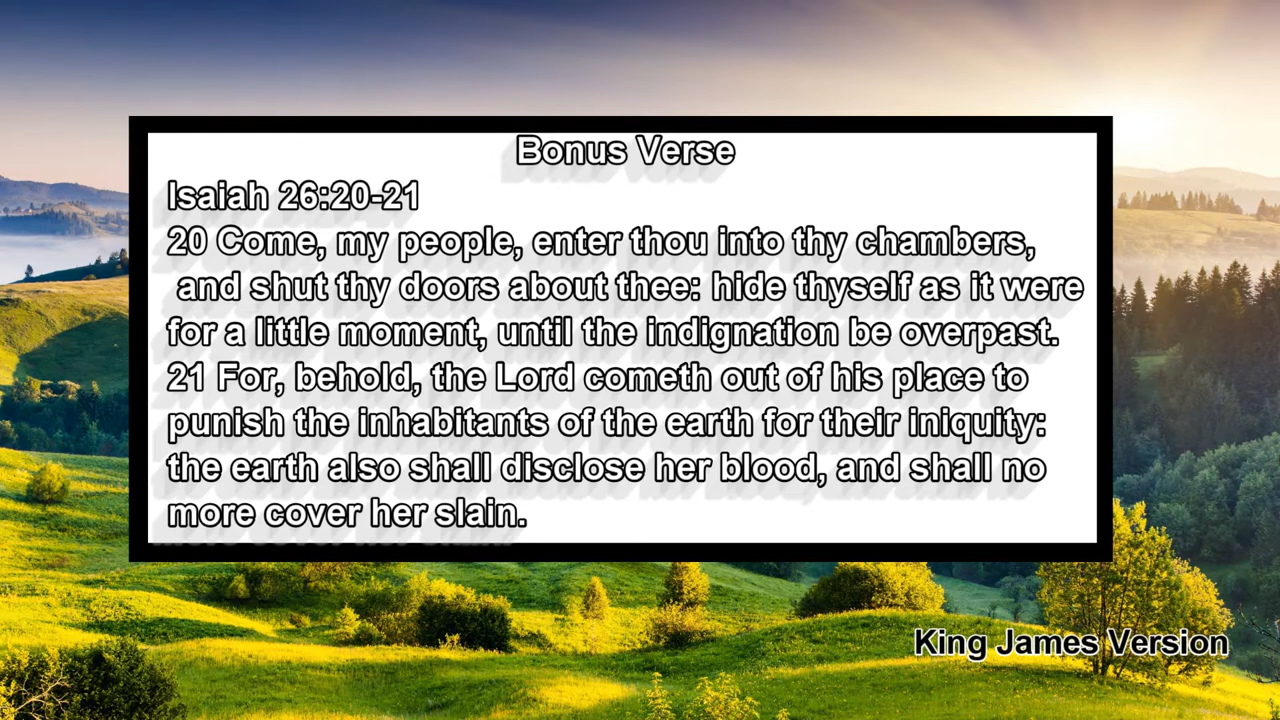 Bonus Verse
Isaiah 26:20-21
20 Come, my people, enter thou into thy chambers,
and shut thy doors about thee: hide thyself as it were
for a little moment, until the indignation be overpast.
21 For, behold, the Lord cometh out of his place to
punish the inhabitants of the earth for their iniquity:
the earth also shall disclose her blood, and shall no
more cover her slain.
King James Version